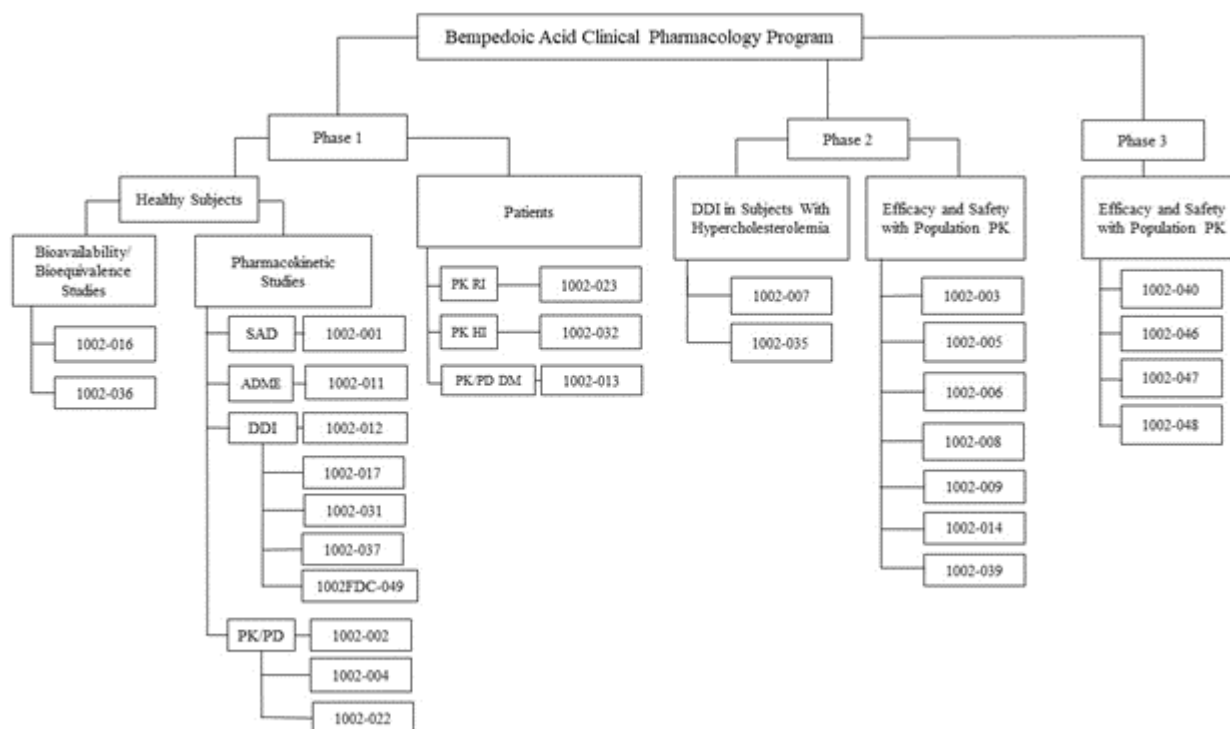 Bempedoic Acid Clinical Pharmacology Program
Phase 1
Phase 2
Phase 3
Healthy Subjects
Patients
DDI in Subjects With
Hypercholesterolemia
Efficacy and Safety
with Population PK
Efficacy and Safety
with Population PK
Bioavailability/
Bioequivalence
Studies
1002-016
1002-036
Pharmacokinetic
Studies
SAD
1002-001
ADME
1002-011
DDI
1002-012
1002-017
1002-031
1002-037
1002FDC-049
PK/PD
1002-002
1002-004
1002-022
PK RI
1002-023
PK HI
1002-032
PK/PD DM
1002-013
1002-007
1002-035
1002-003
1002-005
1002-006
1002-008
1002-009
1002-014
1002-039
1002-040
1002-046
1002-047
1002-048